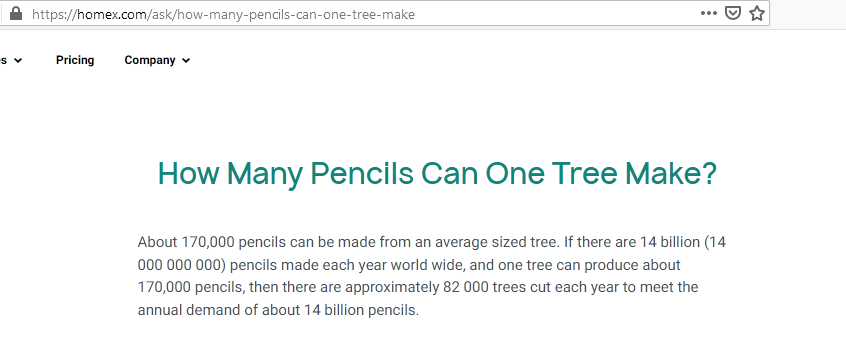 https://homex.com/ask/how-many-pencils-can-one-tree-make
s Pricing Company
How Many Pencils Can One Tree Make?
About 170,000 pencils can be made from an average sized tree. If there are 14 billion (14
000 000 000) pencils made each year world wide, and one tree can produce about
170,000 pencils, then there are approximately 82 000 trees cut each year to meet the
annual demand of about 14 billion pencils.